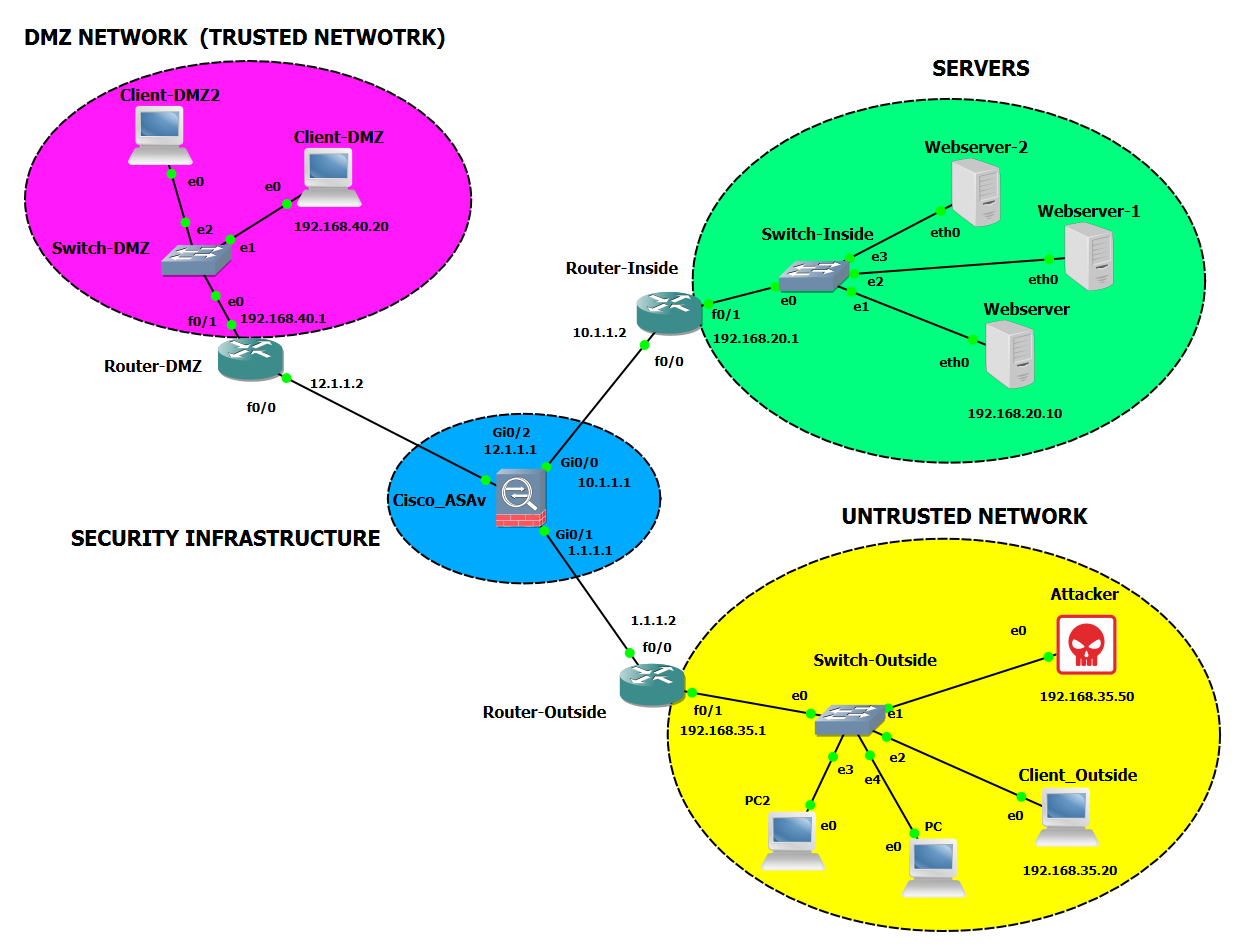 DMZ NETWORK  (TRUSTED NETWOTRK)
Client-DMZ2
e0
Client-DMZ
e0
192.168.40.20
e2
e1
Switch-DMZ
e0
f0/1
192.168.40.1
Router-DMZ
12.1.1.2
f0/0
SERVERS
Webserver-2
eth0
Webserver-1
eth0
Switch-Inside
e3
e2
e1
e0
Router-Inside
f0/1
192.168.20.1
10.1.1.2
f0/0
Webserver
eth0
192.168.20.10
Gi0/2
12.1.1.1
Gi0/0
10.1.1.1
Cisco_ASAv
Gi0/1
1.1.1.1
SECURITY INFRASTRUCTURE
UNTRUSTED NETWORK
Attacker
e0
192.168.35.50
1.1.1.2
f0/0
Router-Outside
f0/1
192.168.35.1
Switch-Outside
e0
e1
e2
e3
e4
Client_Outside
e0
192.168.35.20
PC2
e0
PC
e0